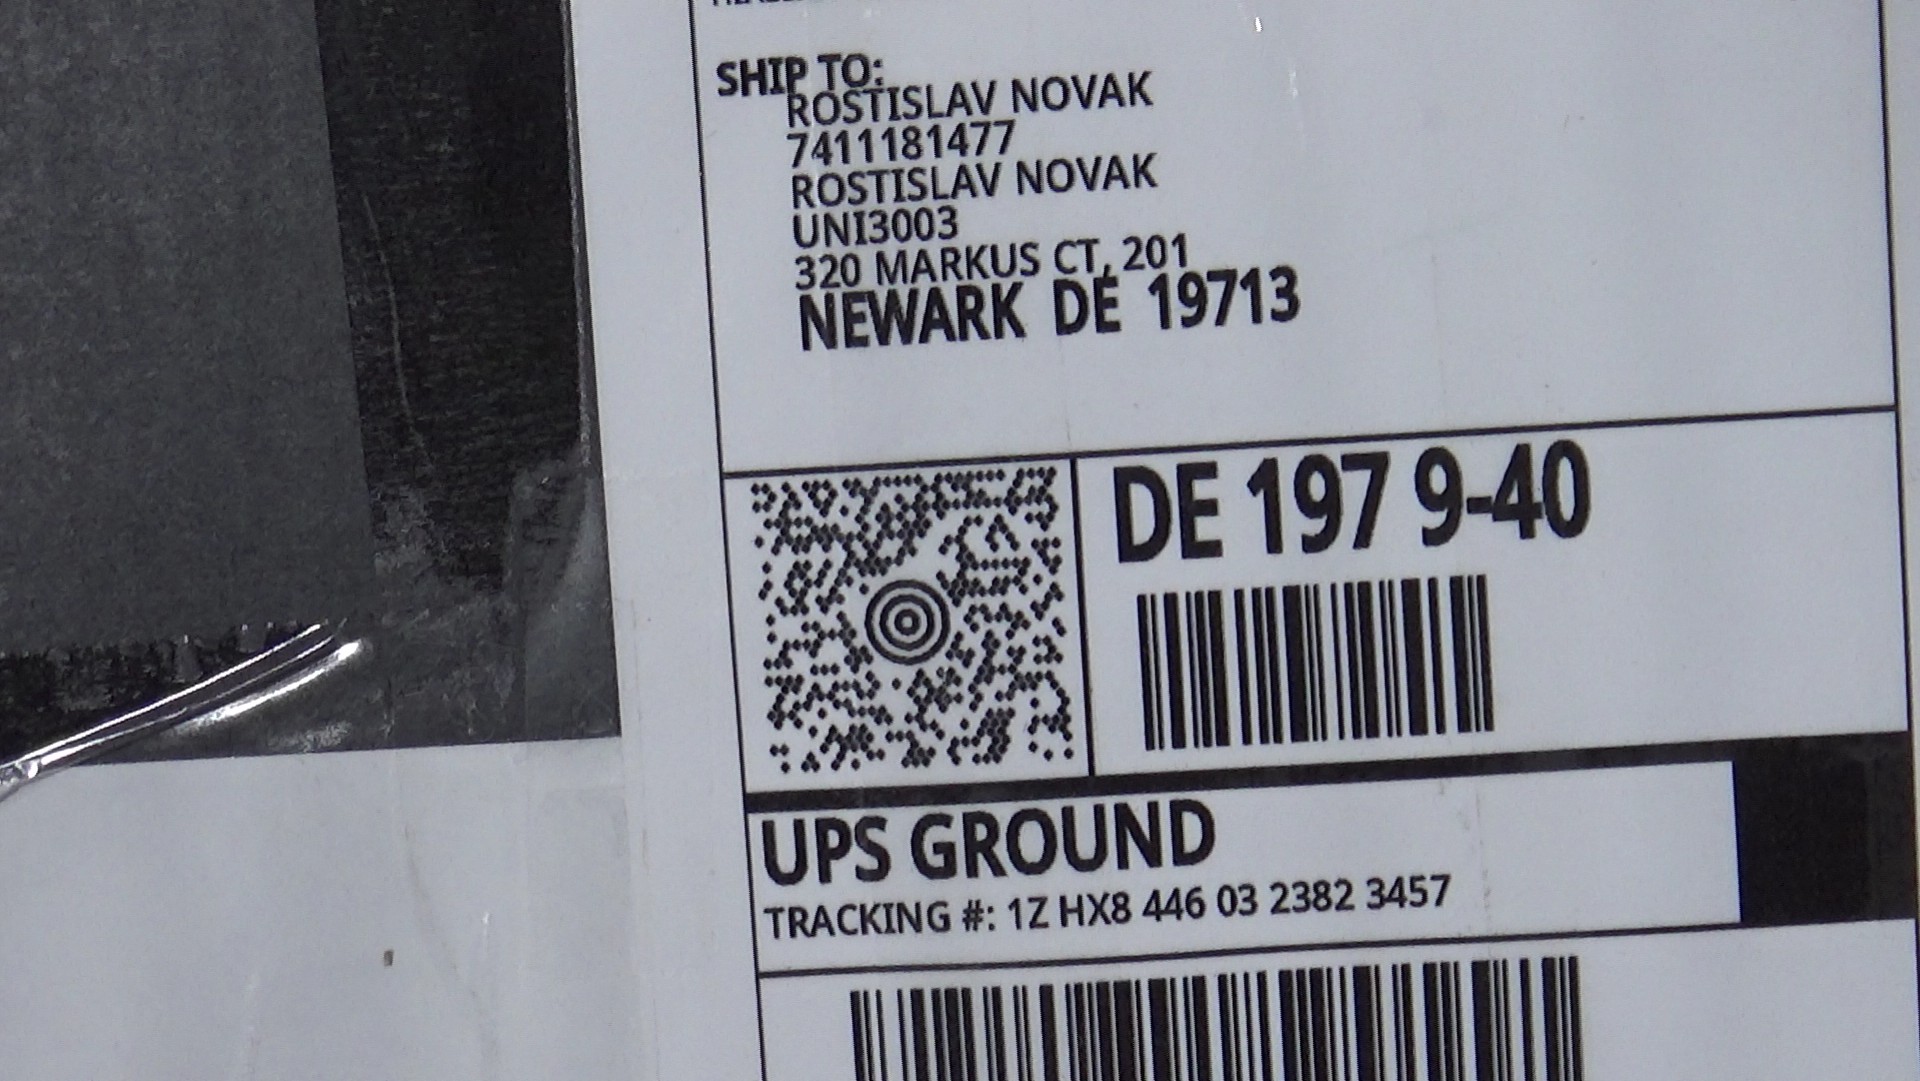 SHIP TO:
ROSTISLAV NOVAK
7411181477
ROSTISLAV NOVAK
UNI3003
320 MARKUS CT, 201
NEWARK DE 19713
DE 197 9-40
UPS GROUND
TRACKING #: 1Z HX8 446 03 2382 3457